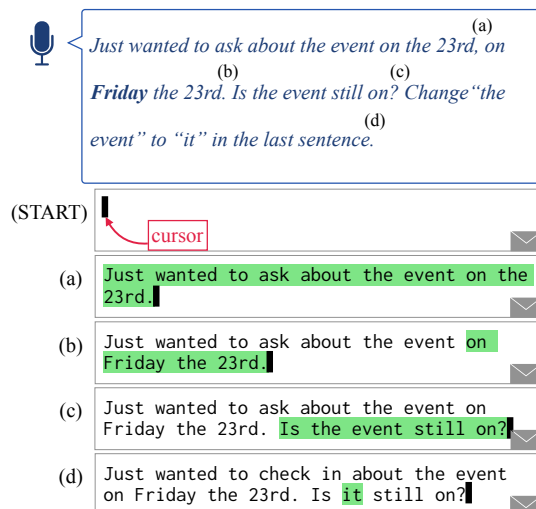 (a)
Just wanted to ask about the event on the 23rd, on
(b) (c)
Friday the 23rd. Is the event still on? Change“the
(d)
event” to “it” in the last sentence.
(START)
cursor
(a) Just wanted to ask about the event on the
23rd.
(b) Just wanted to ask about the event on
Friday the 23rd.
(c) Just wanted to ask about the event on
Friday the 23rd. Is the event still on?
(d) Just wanted to check in about the event
on Friday the 23rd. Is it still on?